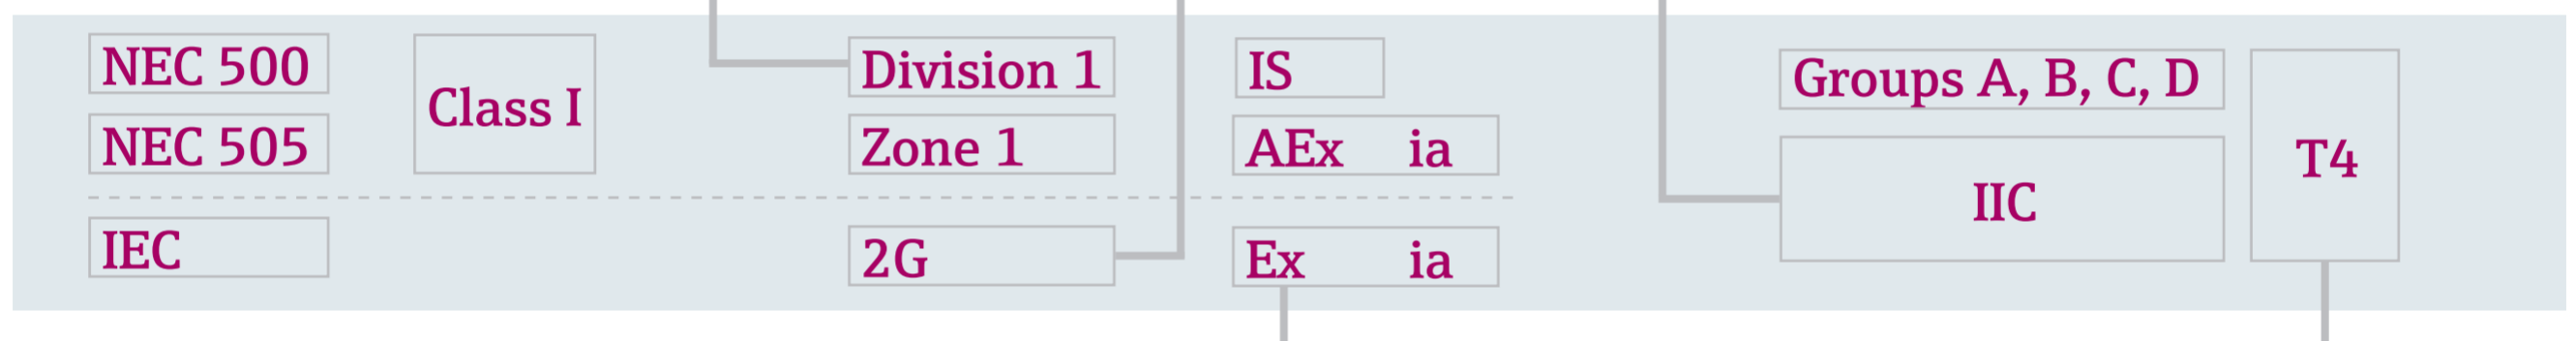 NEC 500
Class I
Division 1
IS
Groups A, B, C, D
T4
NEC 505
Zone 1
AEx ia
IIC
IEC
2G
Ex ia